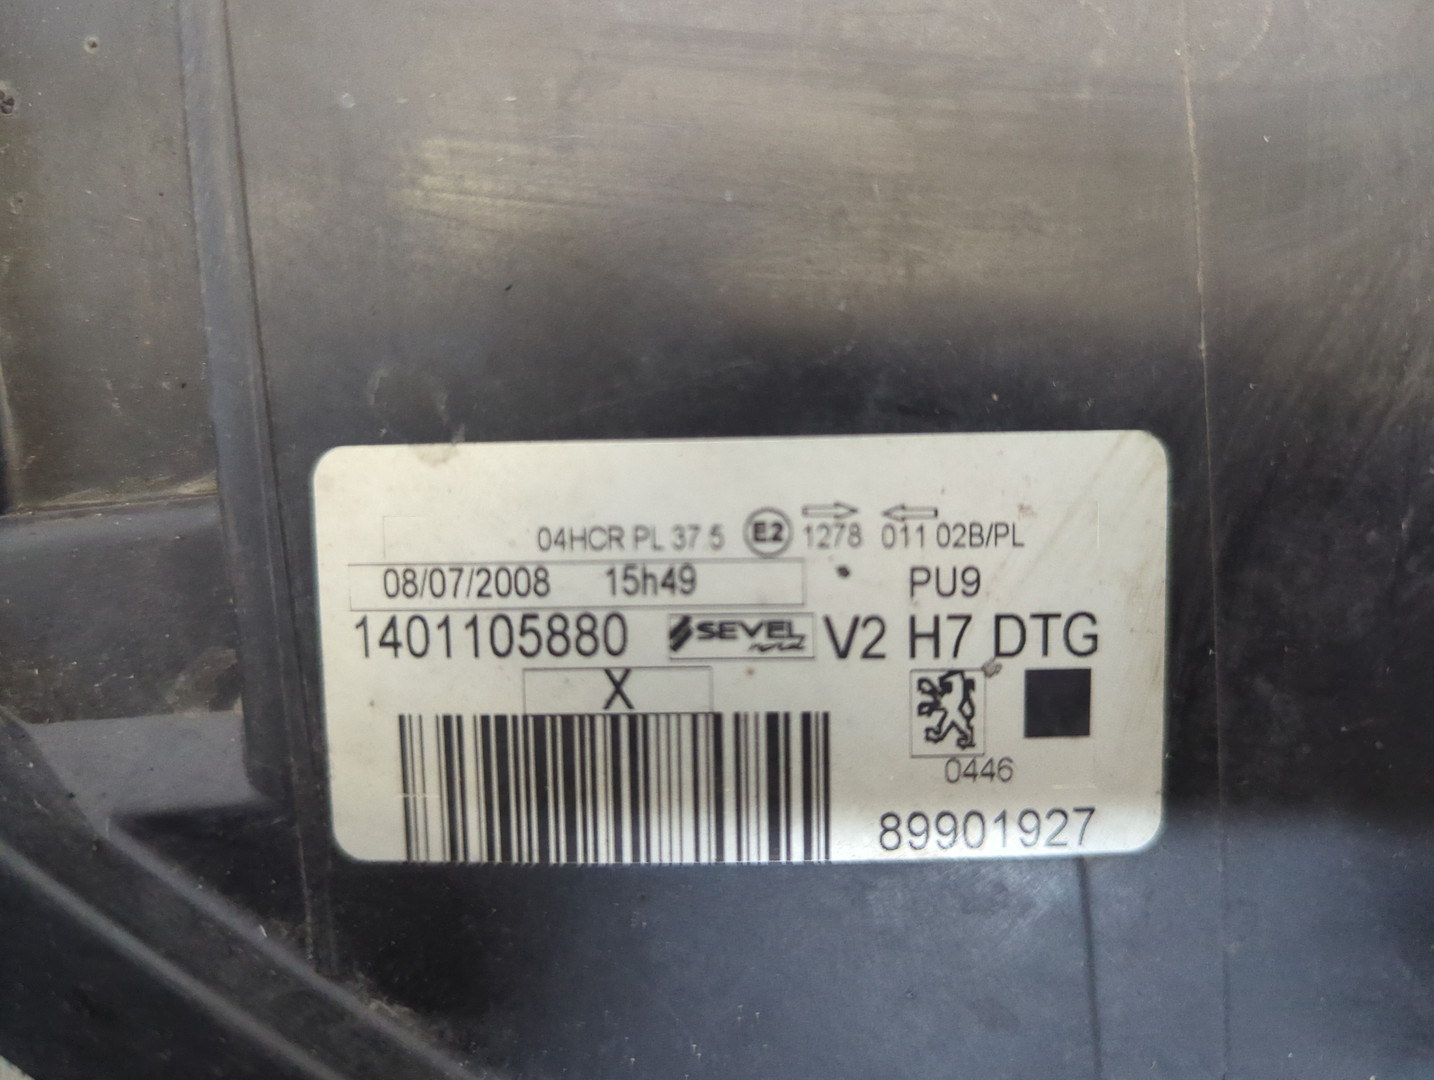 04HCR PL 37 5 E2 1278 011 02B/PL
08/07/2008 15h49 PU9
1401105880 SEVEL V2 H7 DTG
X
0446
89901927